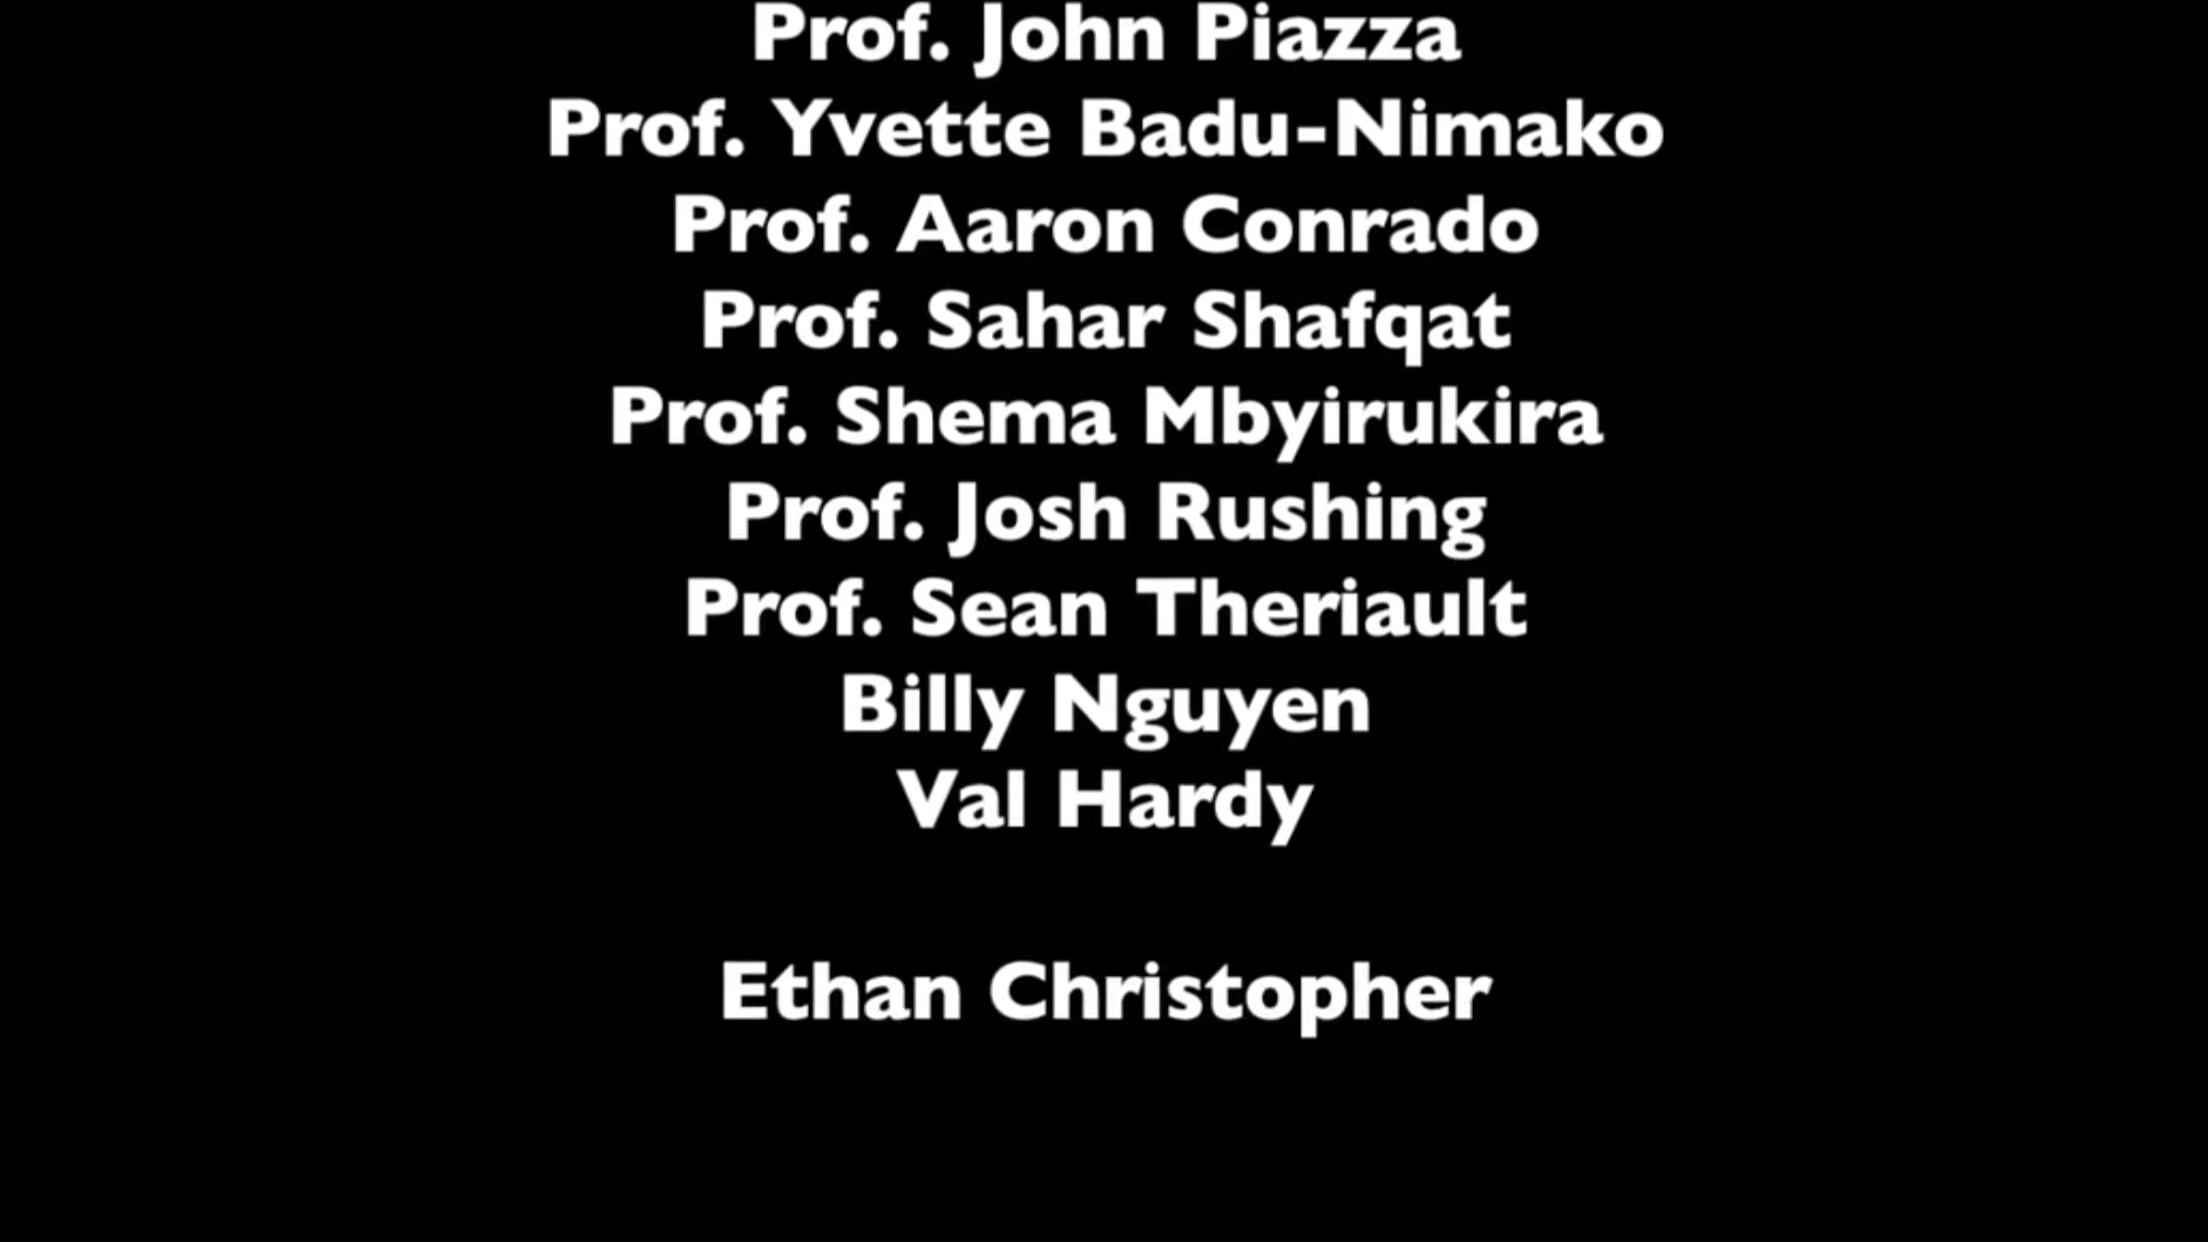 Prof. John Piazza
Prof. Yvette Badu-Nimako
Prof. Aaron Conrado
Prof. Sahar Shafqat
Prof. Shema Mbyirukira
Prof. Josh Rushing
Prof. Sean Theriault
Billy Nguyen
Val Hardy
Ethan Christopher